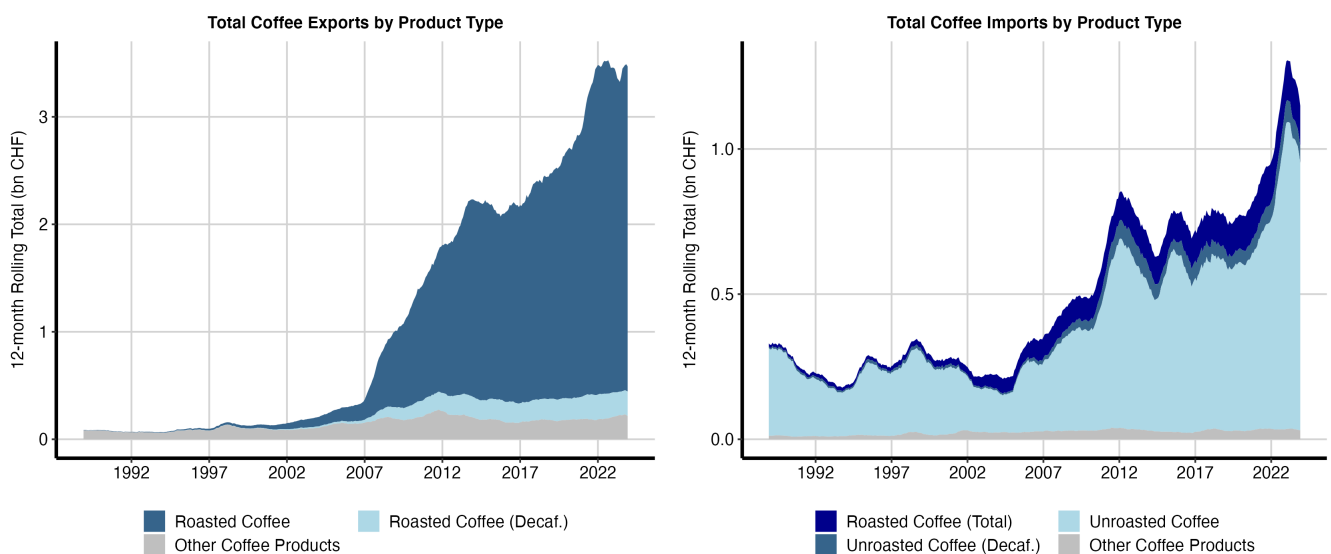 Total Coffee Exports by Product Type
12-month Rolling Total (bn CHF)
3
2
1
0
1992 1997 2002 2007 2012 2017 2022
Roasted Coffee Roasted Coffee (Decaf.)
Other Coffee Products
Total Coffee Imports by Product Type
12-month Rolling Total (bn CHF)
1.0
0.5
0.0
1992 1997 2002 2007 2012 2017 2022
Roasted Coffee (Total) Unroasted Coffee
Unroasted Coffee (Decaf.) Other Coffee Products